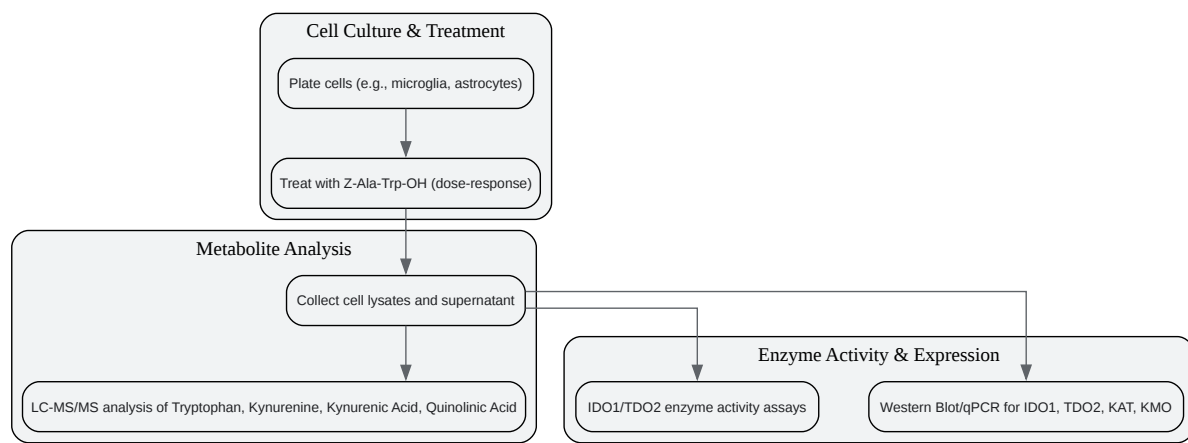 Cell Culture & Treatment
Plate cells (e.g., microglia, astrocytes)
Treat with Z-Ala-Trp-OH (dose-response)
Metabolite Analysis
Collect cell lysates and supernatant
LC-MS/MS analysis of Tryptophan, Kynurenine, Kynurenic Acid, Quinolinic Acid
Enzyme Activity & Expression
IDO1/TDO2 enzyme activity assays
Western Blot/qPCR for IDO1, TDO2, KAT, KMO